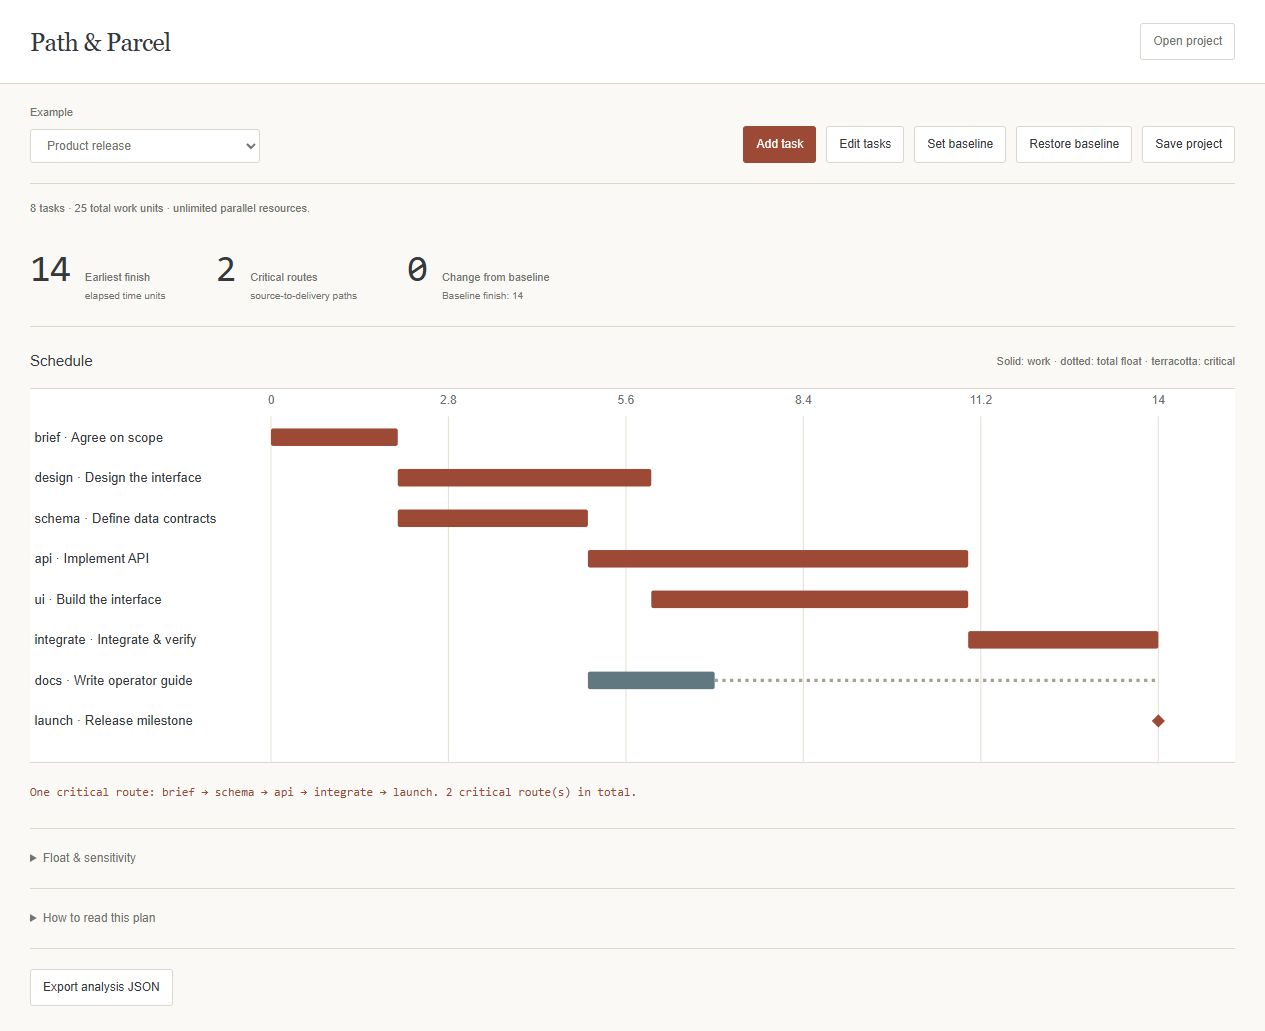 Path & Parcel
Open project
Example
Product release
Add task
Edit tasks
Set baseline
Restore baseline
Save project
8 tasks · 25 total work units · unlimited parallel resources.
14
Earliest finish
elapsed time units
2
Critical routes
source-to-delivery paths
0
Change from baseline
Baseline finish: 14
Schedule
Solid: work · dotted: total float · terracotta: critical
0 2.8 5.6 8.4 11.2 14
brief · Agree on scope
design · Design the interface
schema · Define data contracts
api · Implement API
ui · Build the interface
integrate · Integrate & verify
docs · Write operator guide
launch · Release milestone
One critical route: brief → schema → api → integrate → launch. 2 critical route(s) in total.
Float & sensitivity
How to read this plan
Export analysis JSON